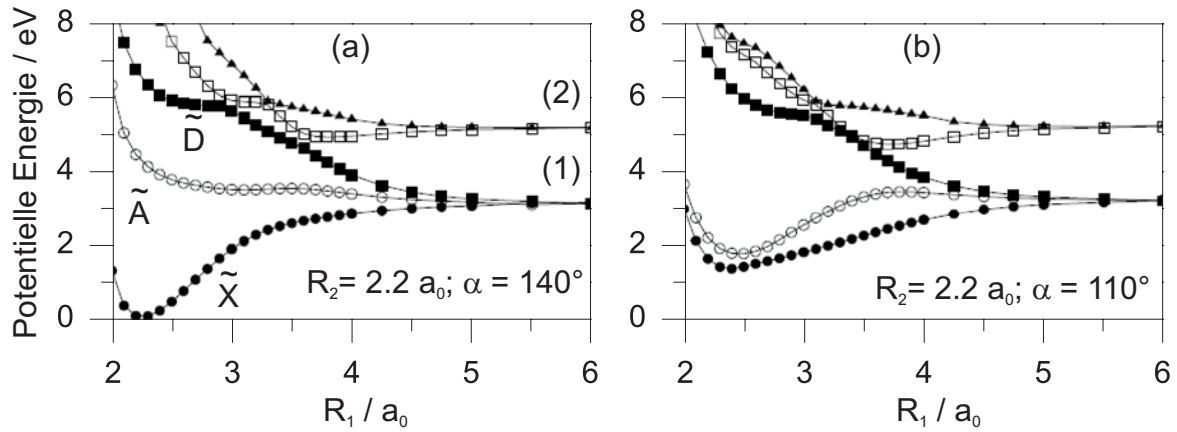 Potentielle Energie / eV
8
6
4
2
0
(a)
(2)
(1)
D̃
Ã
X̃
R₂= 2.2 a₀; α = 140°
2 3 4 5 6
R₁ / a₀
8
6
4
2
0
(b)
R₂= 2.2 a₀; α = 110°
2 3 4 5 6
R₁ / a₀